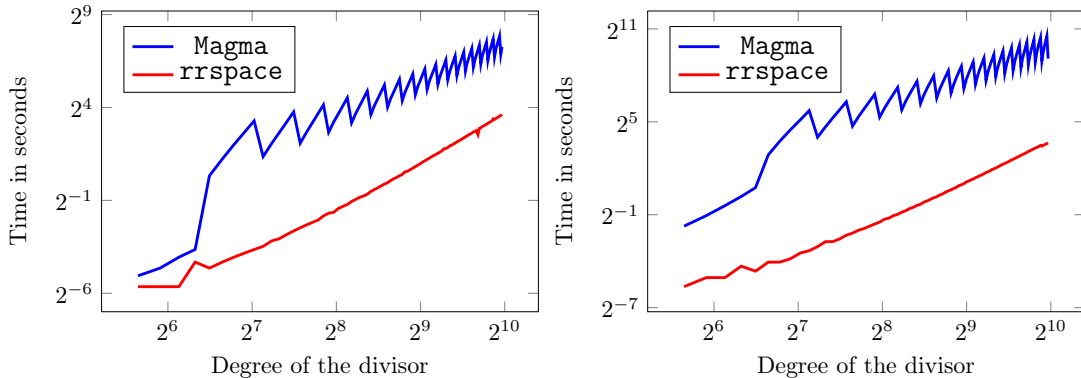 2^9
2^4
2^{-1}
2^{-6}
Time in seconds
Magma
rrspace
2^6 2^7 2^8 2^9 2^{10}
Degree of the divisor
2^{11}
2^5
2^{-1}
2^{-7}
Time in seconds
Magma
rrspace
2^6 2^7 2^8 2^9 2^{10}
Degree of the divisor